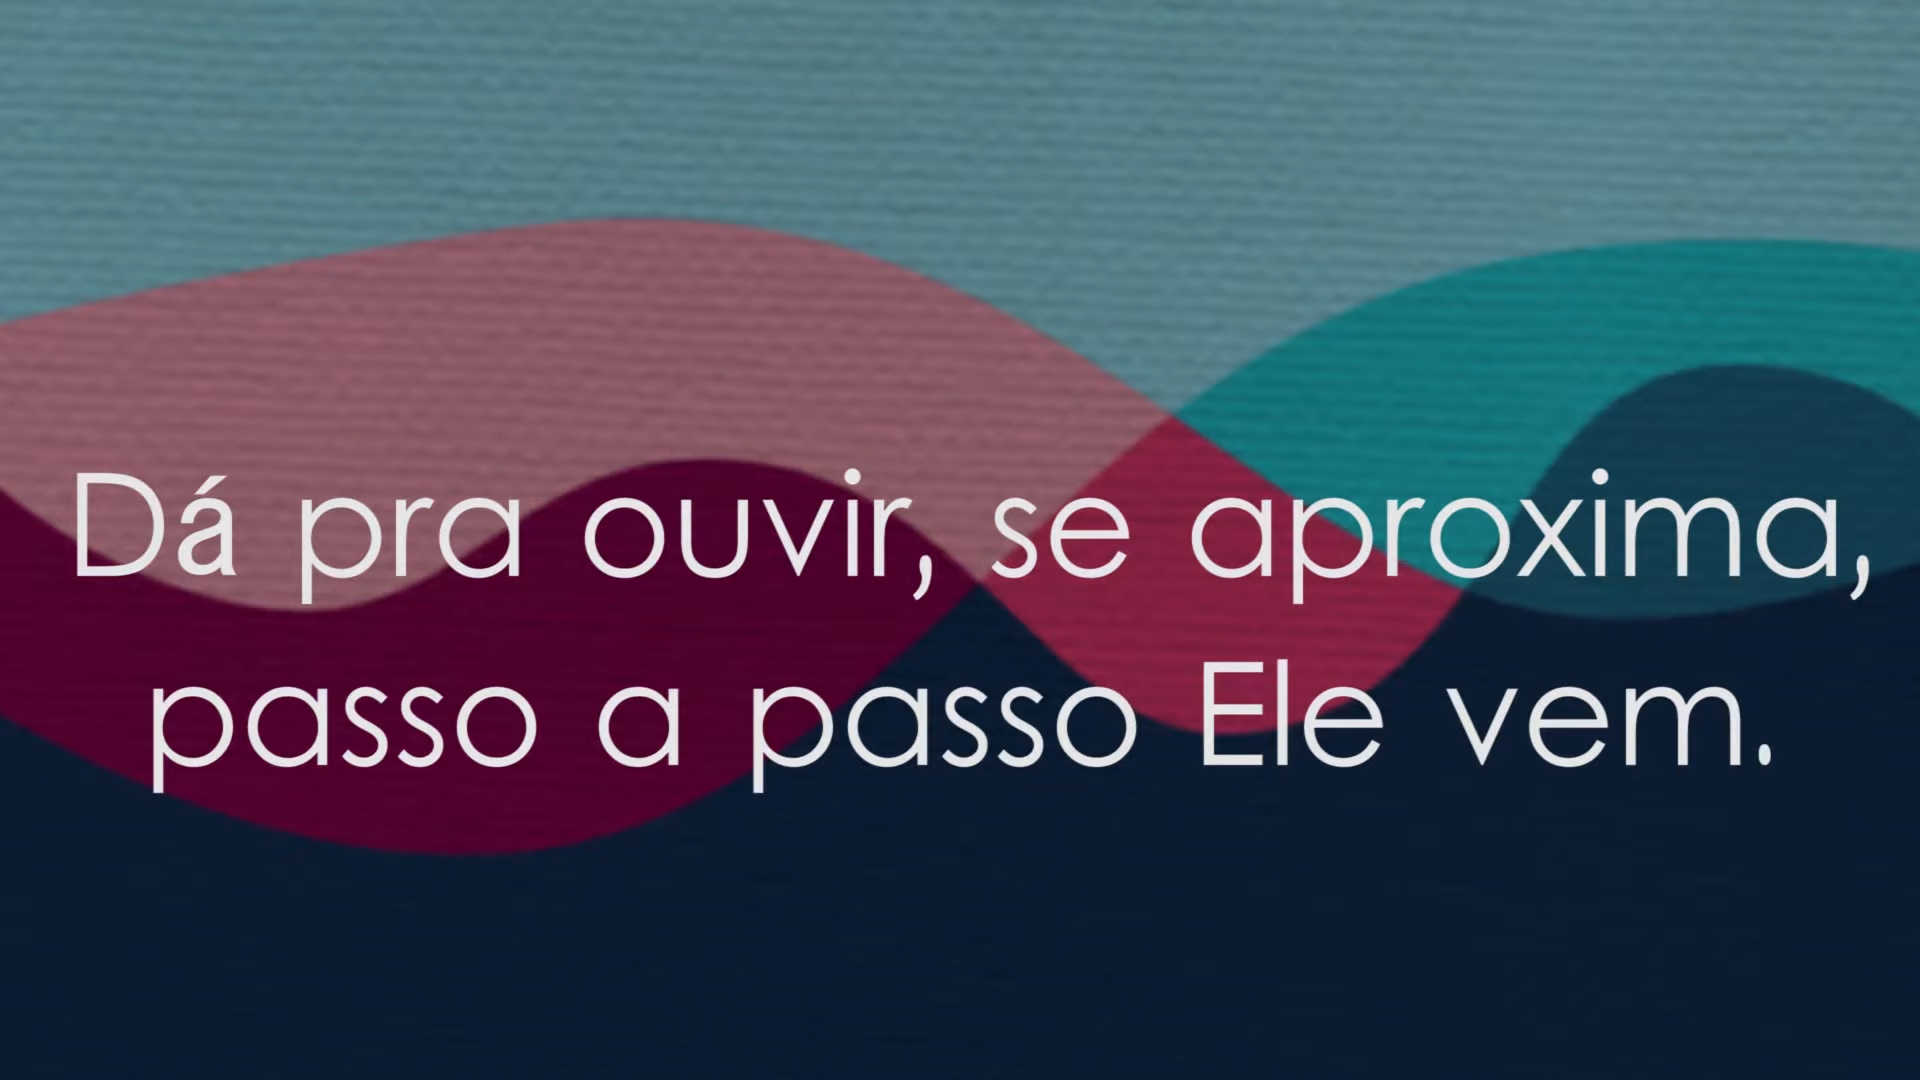 Dá pra ouvir, se aproxima,
passo a passo Ele vem.